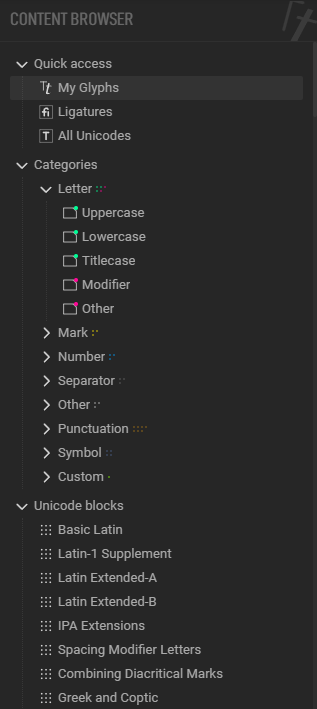 CONTENT BROWSER
Quick access
My Glyphs
Ligatures
All Unicodes
Categories
Letter
Uppercase
Lowercase
Titlecase
Modifier
Other
Mark
Number
Separator
Other
Punctuation
Symbol
Custom
Unicode blocks
Basic Latin
Latin-1 Supplement
Latin Extended-A
Latin Extended-B
IPA Extensions
Spacing Modifier Letters
Combining Diacritical Marks
Greek and Coptic